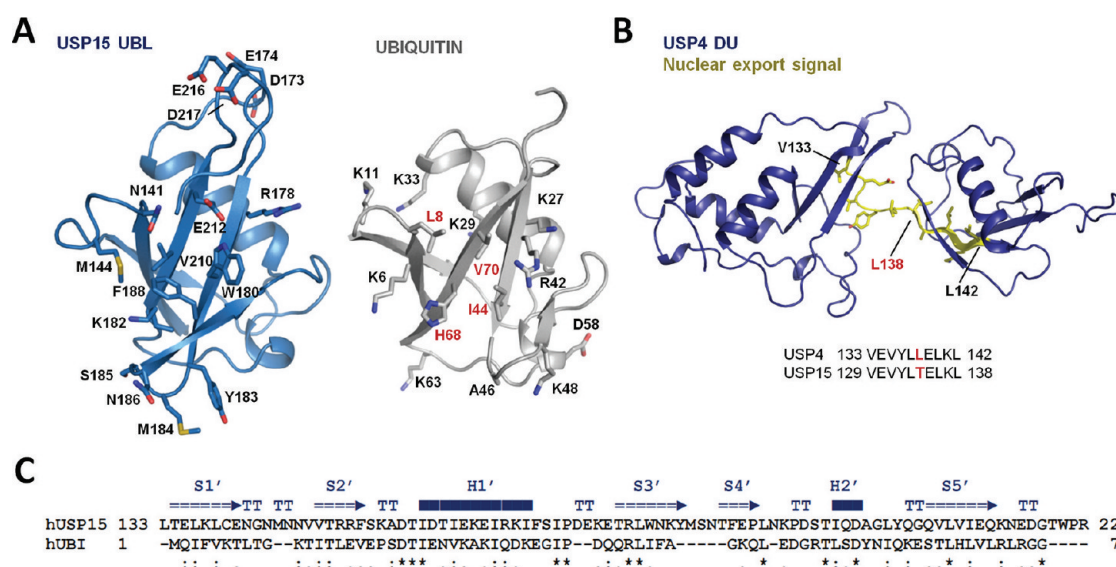 A
USP15 UBL
E174
E216
D173
D217
N141
R178
E212
M144
V210
F188
W180
K182
S185
N186
Y183
M184
UBIQUITIN
K11
K33
K27
L8
K29
V70
K6
R42
I44
D58
H68
K63
A46
K48
B
USP4 DU
Nuclear export signal
V133
L138
L142
USP4 133 VEVYLLELKL 142
USP15 129 VEVYLTELKL 138
C
S1' S2' H1' S3' S4' H2' S5'
TT TT TT TT TT TT TT
hUSP15 133 LTELKLCENGNMNNVVTRRFSKADTIDTIEKEIRKIFSIPDEKETRLWNKYMSNTFEPLNKPDSTIQDAGLYQGQVLVIEQKNEDGTWPR 22
hUBI 1 -MQIFVKTLTG--KTITLEVEPSDTIENVKAKIQDKEGIP--DQQRLIFA-----GKQL-EDGRTLSDYNIQKESTLHLVLRLRGG---- 7